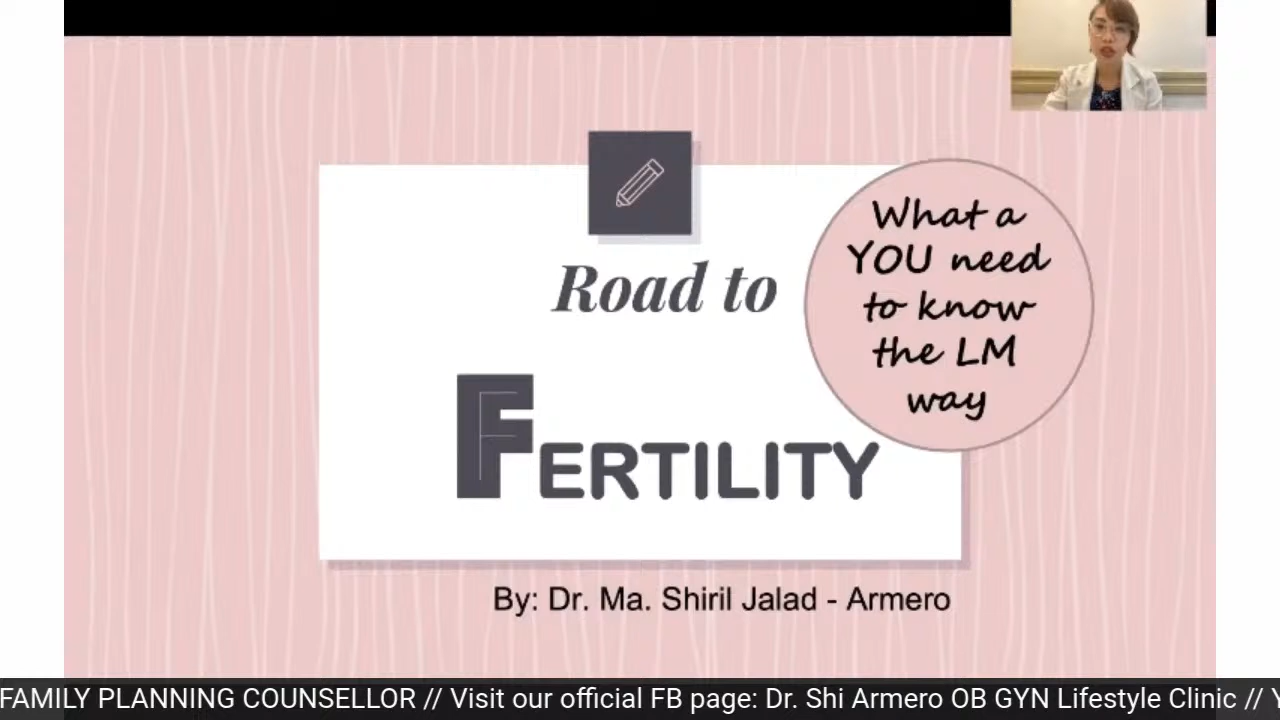 Road to
FERTILITY
What a
YOU need
to know
the LM
way
By: Dr. Ma. Shiril Jalad - Armero
FAMILY PLANNING COUNSELLOR // Visit our official FB page: Dr. Shi Armero OB GYN Lifestyle Clinic //